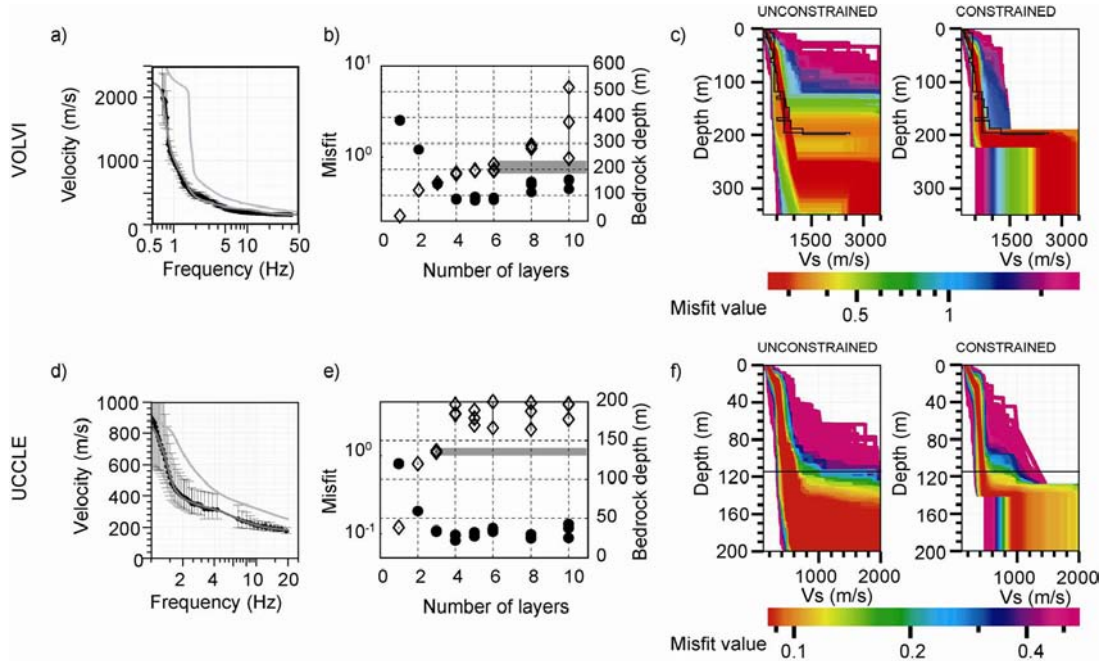 a)
b)
c)
UNCONSTRAINED
CONSTRAINED
VOLVI
Velocity (m/s)
2000
1000
0
0.5 1 5 10 50
Frequency (Hz)
Misfit
10¹
10⁰
Bedrock depth (m)
600
500
400
300
200
100
0
0 2 4 6 8 10
Number of layers
Depth (m)
0
100
200
300
1500 3000
Vs (m/s)
Depth (m)
0
100
200
300
1500 3000
Vs (m/s)
Misfit value
0.5 1
d)
e)
f)
UNCONSTRAINED
CONSTRAINED
UCCLE
Velocity (m/s)
1000
800
600
400
200
0
2 4 10 20
Frequency (Hz)
Misfit
10⁰
10⁻¹
Bedrock depth (m)
200
150
100
50
0
0 2 4 6 8 10
Number of layers
Depth (m)
0
40
80
120
160
200
1000 2000
Vs (m/s)
Depth (m)
0
40
80
120
160
200
1000 2000
Vs (m/s)
Misfit value
0.1 0.2 0.4